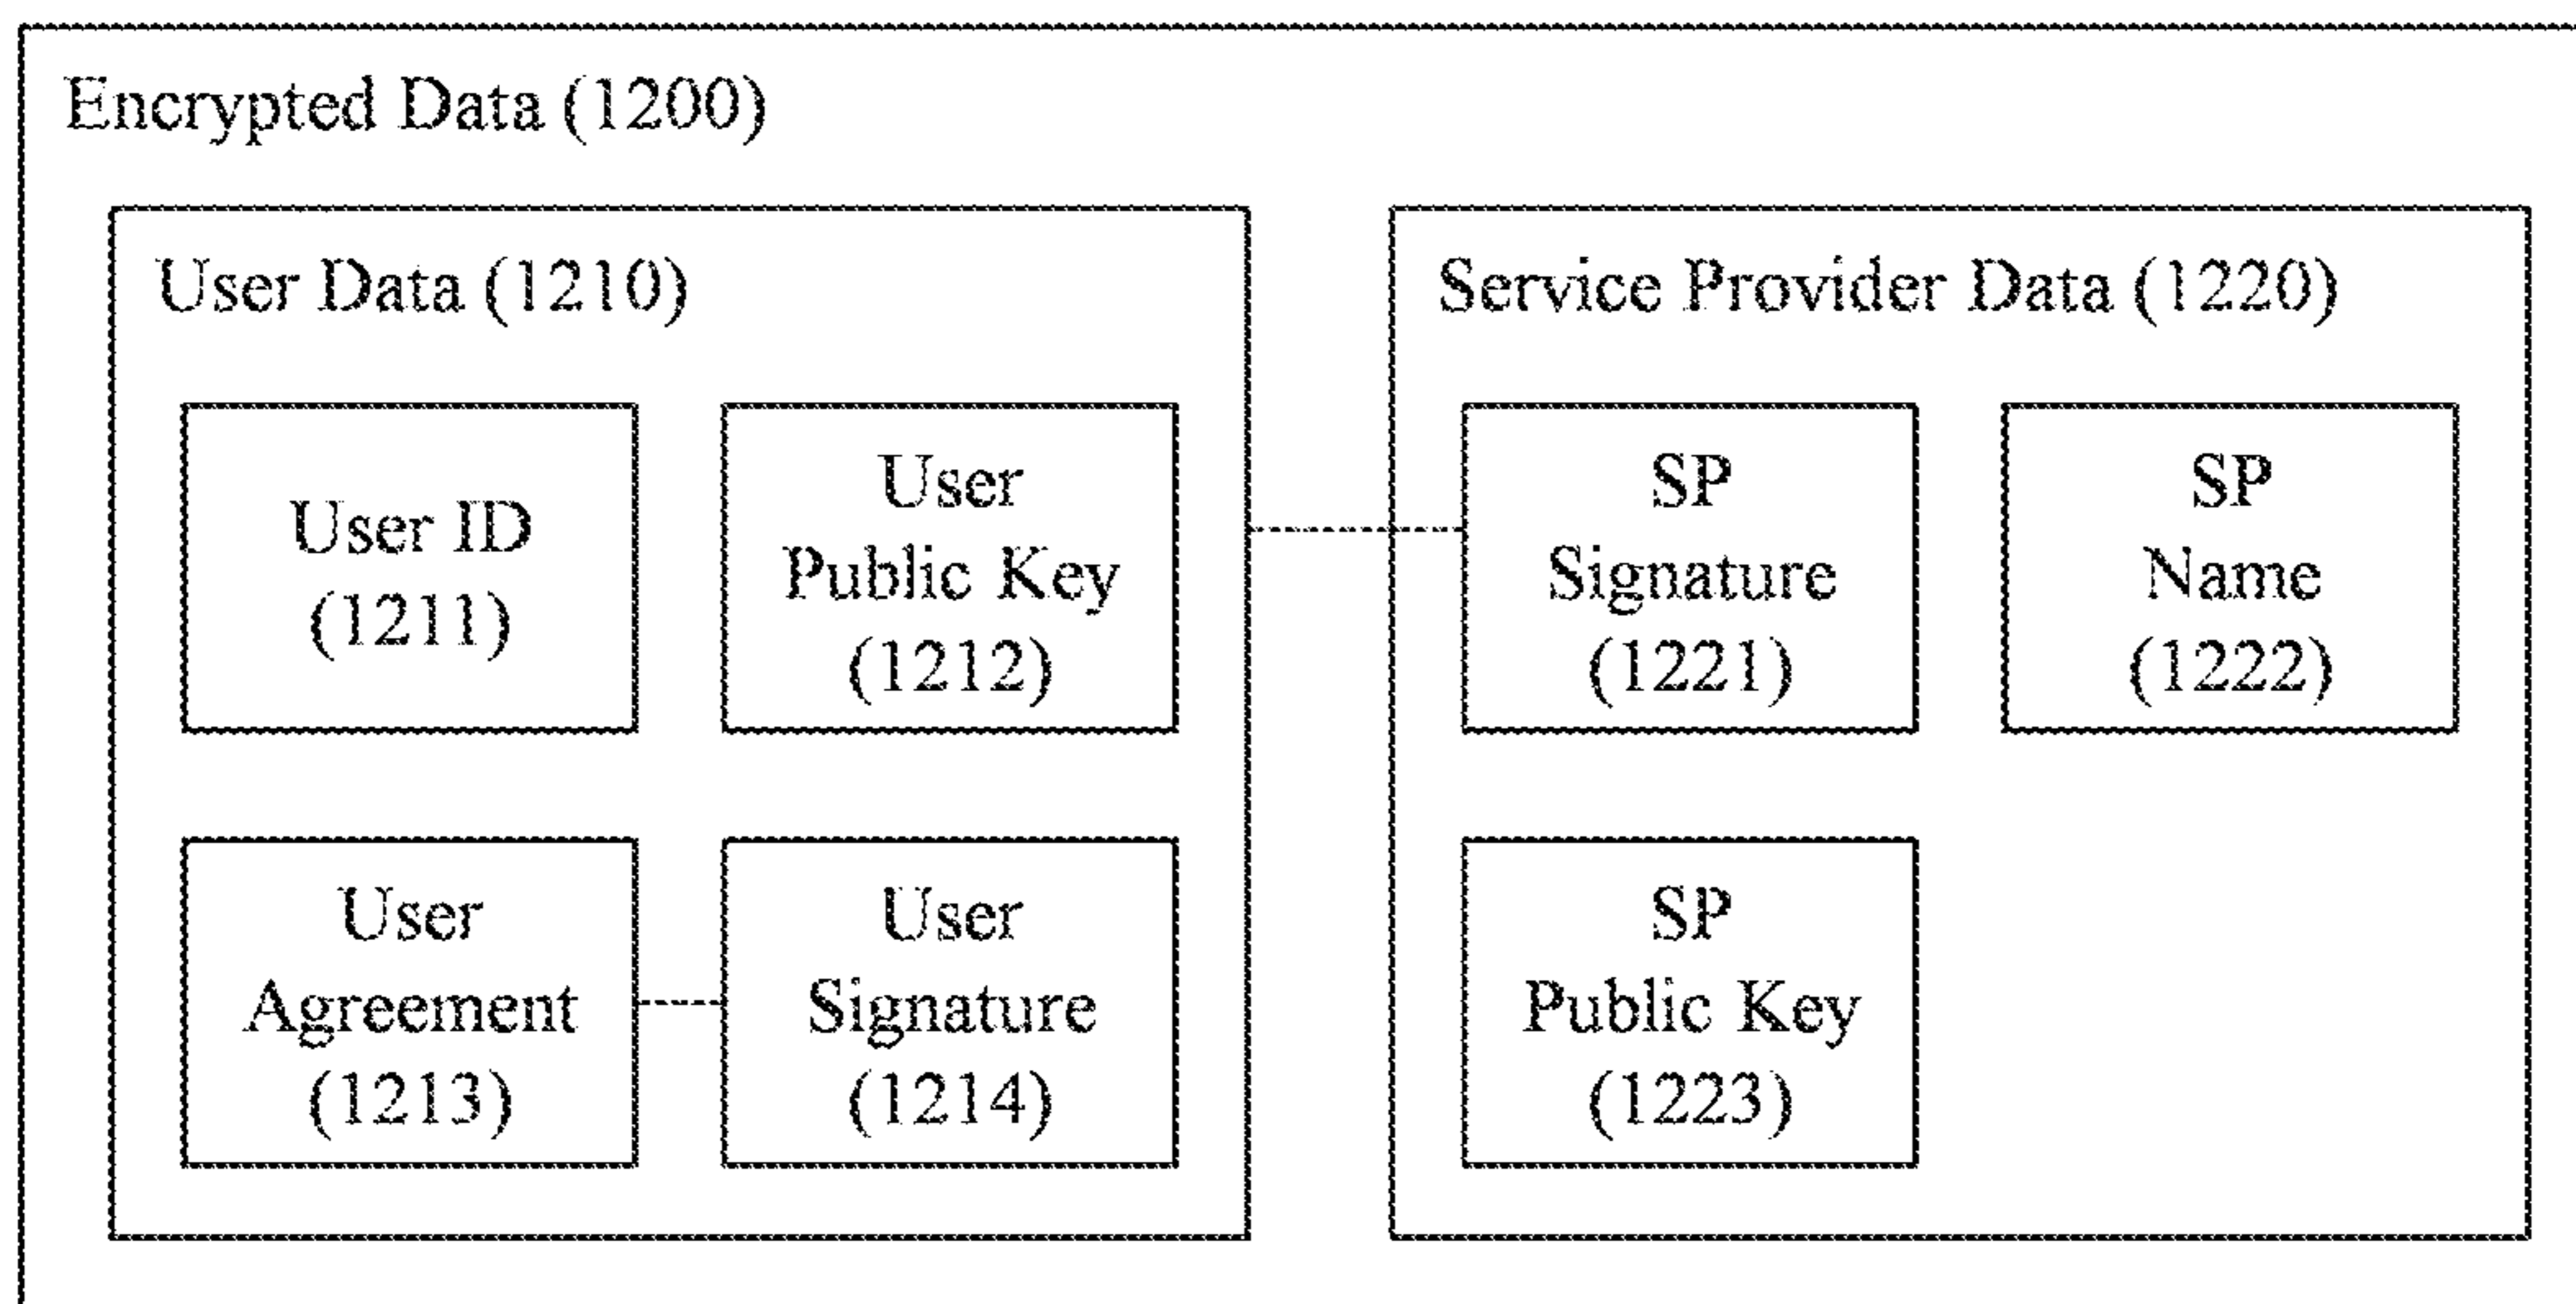 Encrypted Data (1200)
User Data (1210)
User ID
(1211)
User
Public Key
(1212)
User
Agreement
(1213)
User
Signature
(1214)
Service Provider Data (1220)
SP
Signature
(1221)
SP
Name
(1222)
SP
Public Key
(1223)